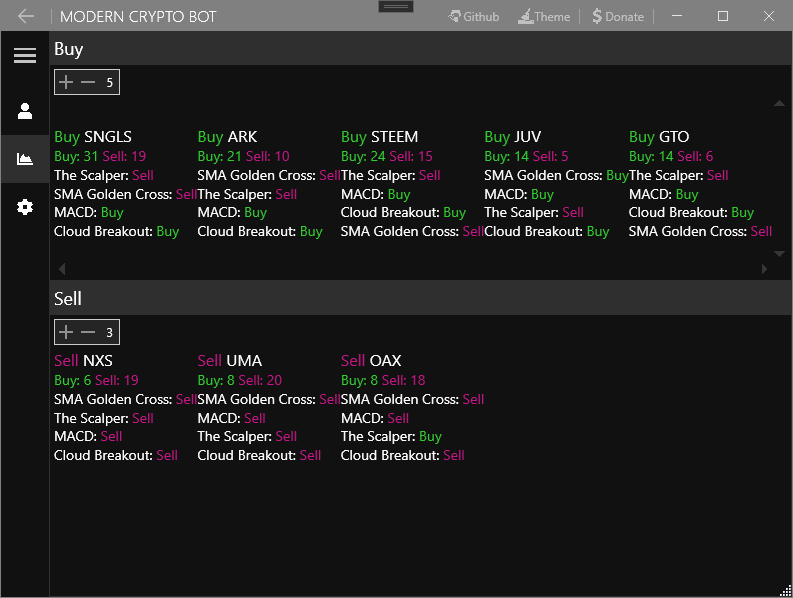 MODERN CRYPTO BOT Github Theme $ Donate
Buy
5
Buy SNGLS Buy ARK Buy STEEM Buy JUV Buy GTO
Buy: 31 Sell: 19 Buy: 21 Sell: 10 Buy: 24 Sell: 15 Buy: 14 Sell: 5 Buy: 14 Sell: 6
The Scalper: Sell SMA Golden Cross: Sell The Scalper: Sell SMA Golden Cross: Buy The Scalper: Sell
SMA Golden Cross: Sell The Scalper: Sell MACD: Buy MACD: Buy MACD: Buy
MACD: Buy MACD: Buy Cloud Breakout: Buy The Scalper: Sell Cloud Breakout: Buy
Cloud Breakout: Buy Cloud Breakout: Buy SMA Golden Cross: Sell Cloud Breakout: Buy SMA Golden Cross: Sell
Sell
3
Sell NXS Sell UMA Sell OAX
Buy: 6 Sell: 19 Buy: 8 Sell: 20 Buy: 8 Sell: 18
SMA Golden Cross: Sell SMA Golden Cross: Sell SMA Golden Cross: Sell
The Scalper: Sell MACD: Sell MACD: Sell
MACD: Sell The Scalper: Sell The Scalper: Buy
Cloud Breakout: Sell Cloud Breakout: Sell Cloud Breakout: Sell